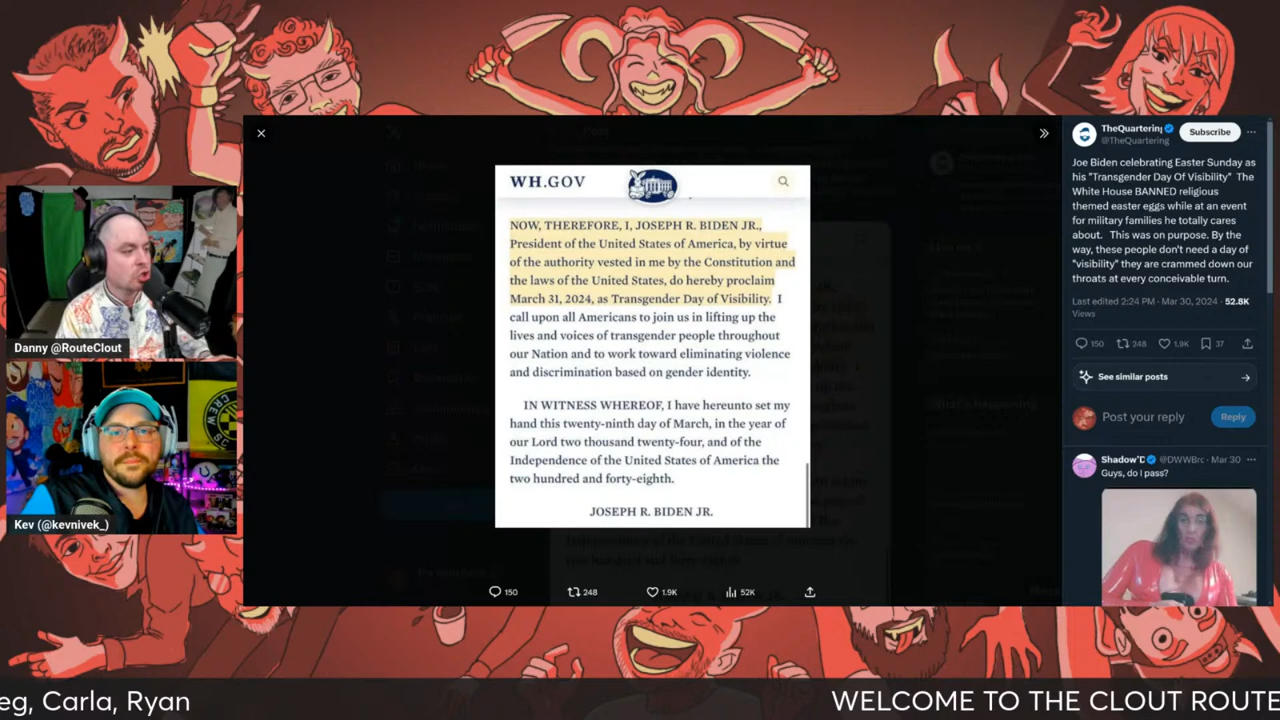 WH.GOV
NOW, THEREFORE, I, JOSEPH R. BIDEN JR.,
President of the United States of America, by virtue
of the authority vested in me by the Constitution and
the laws of the United States, do hereby proclaim
March 31, 2024, as Transgender Day of Visibility. I
call upon all Americans to join us in lifting up the
lives and voices of transgender people throughout
our Nation and to work toward eliminating violence
and discrimination based on gender identity.
IN WITNESS WHEREOF, I have hereunto set my
hand this twenty-ninth day of March, in the year of
our Lord two thousand twenty-four, and of the
Independence of the United States of America the
two hundred and forty-eighth.
JOSEPH R. BIDEN JR.
150 248 1.9K 52K
TheQuartering
@TheQuartering
Subscribe
Joe Biden celebrating Easter Sunday as
his "Transgender Day Of Visibility" The
White House BANNED religious
themed easter eggs while at an event
for military families he totally cares
about. This was on purpose. By the
way, these people don't need a day of
"visibility" they are crammed down our
throats at every conceivable turn.
Last edited 2:24 PM · Mar 30, 2024 · 52.8K
Views
150 248 1.9K 37
See similar posts
Post your reply
Reply
Shadow'D @DWWBrc · Mar 30
Guys, do I pass?
Danny @RouteClout
Kev (@kevnivek_)
eg, Carla, Ryan
WELCOME TO THE CLOUT ROUTE